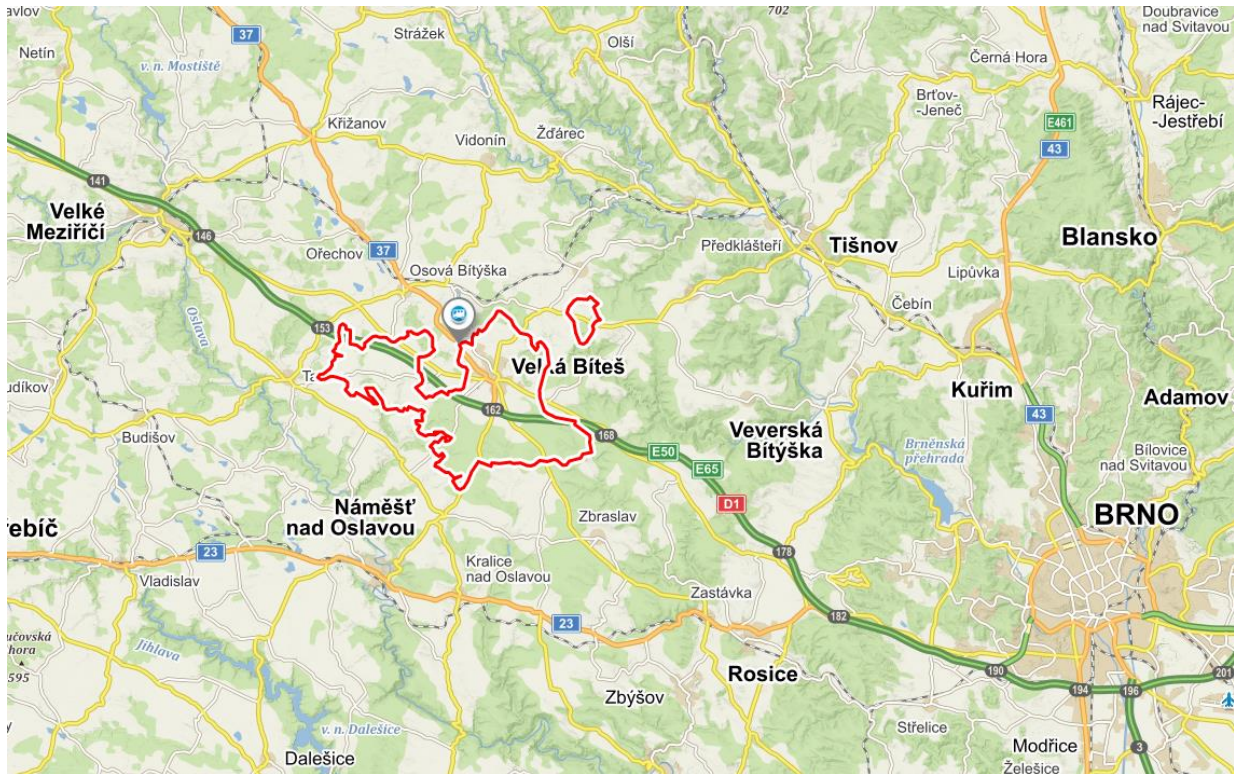 702
Doubravice
nad Svitavou
37
Strážek
Olší
Netín
v. n. Mostiště
Černá Hora
Brťov-
-Jeneč
Rájec-
-Jestřebí
E461
43
Křižanov
Vidonín
Žďárec
141
Velké
Meziříčí
146
Předklášteří
Tišnov
Blansko
Ořechov
37
Osová Bítýška
Lipůvka
Čebín
Oslava
153
Velká Bíteš
Kuřim
43
Adamov
162
Budišov
168
E50
E65
D1
Veverská
Bítýška
Brněnská
přehrada
Bílovice
nad Svitavou
Náměšť
nad Oslavou
Zbraslav
BRNO
23
178
Vladislav
Kralice
nad Oslavou
Zastávka
23
182
Jihlava
595
Rosice
190
201
194
196
Zbýšov
Střelice
v. n. Dalešice
Dalešice
Modřice
3
Želešice